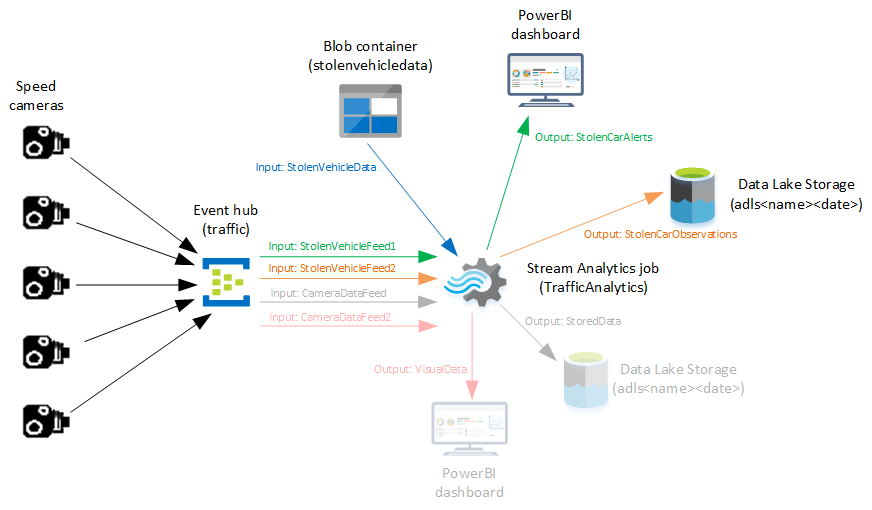 PowerBI
dashboard
Blob container
(stolenvehicledata)
Speed
cameras
Output: StolenCarAlerts
Input: StolenVehicleData
Data Lake Storage
(adls<name><date>)
Event hub
(traffic)
Output: StolenCarObservations
Input: StolenVehicleFeed1
Input: StolenVehicleFeed2
Stream Analytics job
(TrafficAnalytics)
Input: CameraDataFeed
Input: CameraDataFeed2
Output: StoredData
Output: VisualData
Data Lake Storage
(adls<name><date>)
PowerBI
dashboard